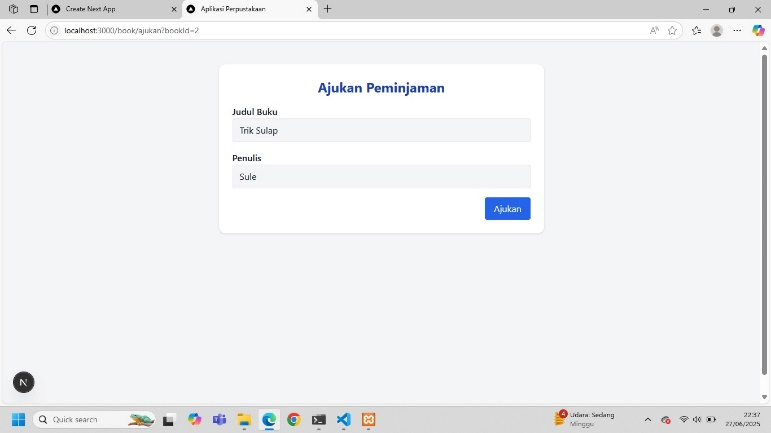 Create Next App
Aplikasi Perpustakaan
localhost:3000/book/ajukan?bookId=2
Ajukan Peminjaman
Judul Buku
Trik Sulap
Penulis
Sule
Ajukan
N
Quick search
4
Udara: Sedang
Minggu
22:37
27/06/2025